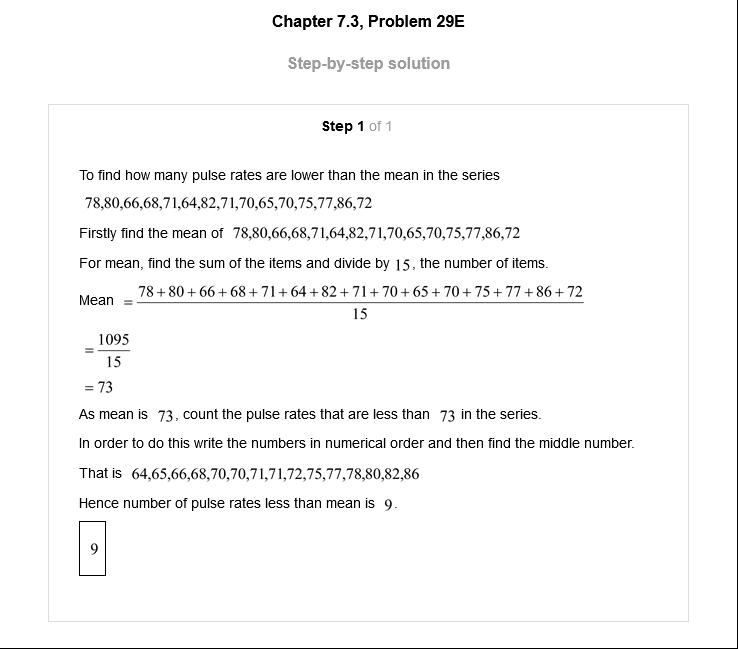 Chapter 7.3, Problem 29E
Step-by-step solution
Step 1 of 1
To find how many pulse rates are lower than the mean in the series
78,80,66,68,71,64,82,71,70,65,70,75,77,86,72
Firstly find the mean of 78,80,66,68,71,64,82,71,70,65,70,75,77,86,72
For mean, find the sum of the items and divide by 15, the number of items.
Mean = 78+80+66+68+71+64+82+71+70+65+70+75+77+86+72
15
= 1095
15
= 73
As mean is 73, count the pulse rates that are less than 73 in the series.
In order to do this write the numbers in numerical order and then find the middle number.
That is 64,65,66,68,70,70,71,71,72,75,77,78,80,82,86
Hence number of pulse rates less than mean is 9.
9